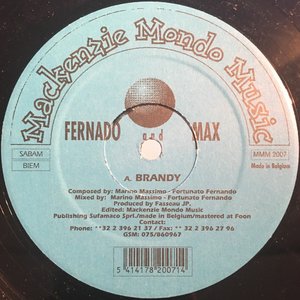 Mackenzie Mondo Music
FERNADO and MAX
SABAM
BIEM
MMM 2007
Made in Belgium
A. BRANDY
Composed by: Marino Massimo - Fortunato Fernando
Mixed by: Marino Massimo - Fortunato Fernando
Produced by Fasseau JP.
Edited: Mackenzie Mondo Music
Publishing Sufamaco Sprl./made in Belgium/mastered at Foon
Contact:
Phone: **32 2 396 21 37 / Fax: ** 32 2 396 27 96
GSM: 075/860967
5 414178 200714